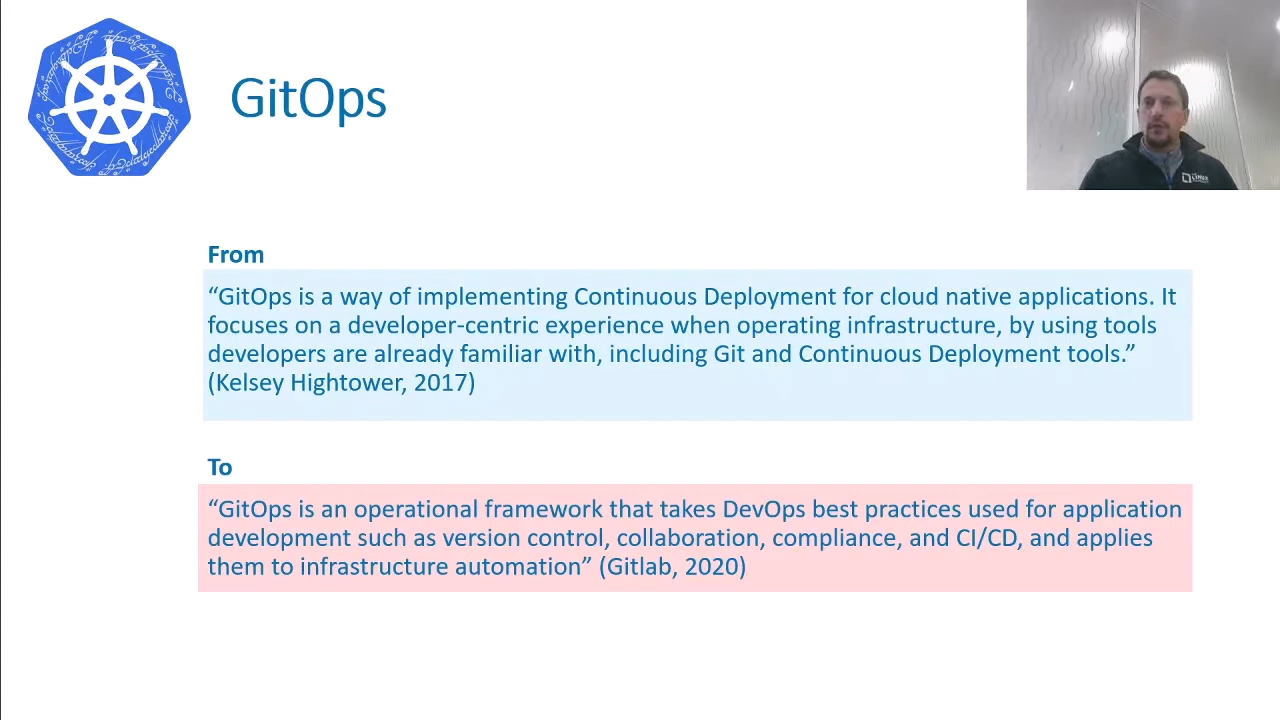 GitOps
LINUX
From
“GitOps is a way of implementing Continuous Deployment for cloud native applications. It
focuses on a developer-centric experience when operating infrastructure, by using tools
developers are already familiar with, including Git and Continuous Deployment tools.”
(Kelsey Hightower, 2017)
To
“GitOps is an operational framework that takes DevOps best practices used for application
development such as version control, collaboration, compliance, and CI/CD, and applies
them to infrastructure automation” (Gitlab, 2020)